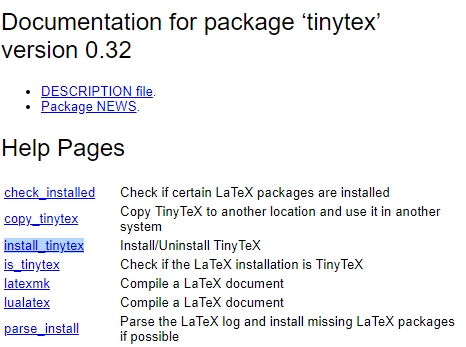 Documentation for package ‘tinytex’
version 0.32
DESCRIPTION file.
Package NEWS.
Help Pages
check_installed Check if certain LaTeX packages are installed
copy_tinytex Copy TinyTeX to another location and use it in another
system
install_tinytex Install/Uninstall TinyTeX
is_tinytex Check if the LaTeX installation is TinyTeX
latexmk Compile a LaTeX document
lualatex Compile a LaTeX document
parse_install Parse the LaTeX log and install missing LaTeX packages
if possible